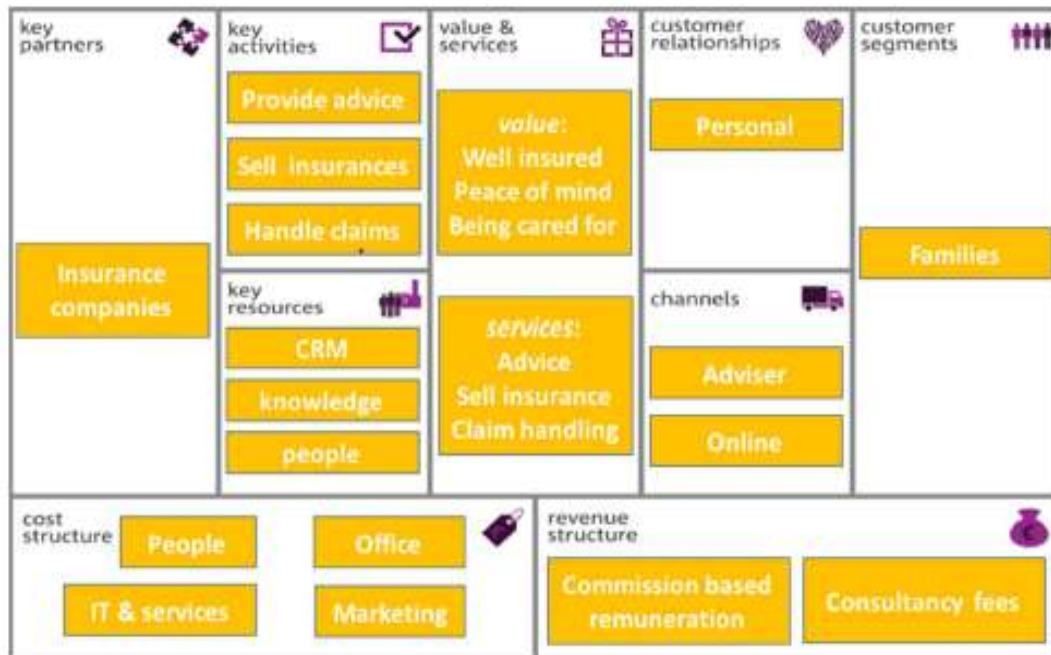 key
partners
Insurance
companies
key
activities
Provide advice
Sell insurances
Handle claims
key
resources
CRM
knowledge
people
value &
services
value:
Well insured
Peace of mind
Being cared for
services:
Advice
Sell insurance
Claim handling
customer
relationships
Personal
channels
Adviser
Online
customer
segments
Families
cost
structure
People
Office
IT & services
Marketing
revenue
structure
€
Commission based
remuneration
Consultancy fees